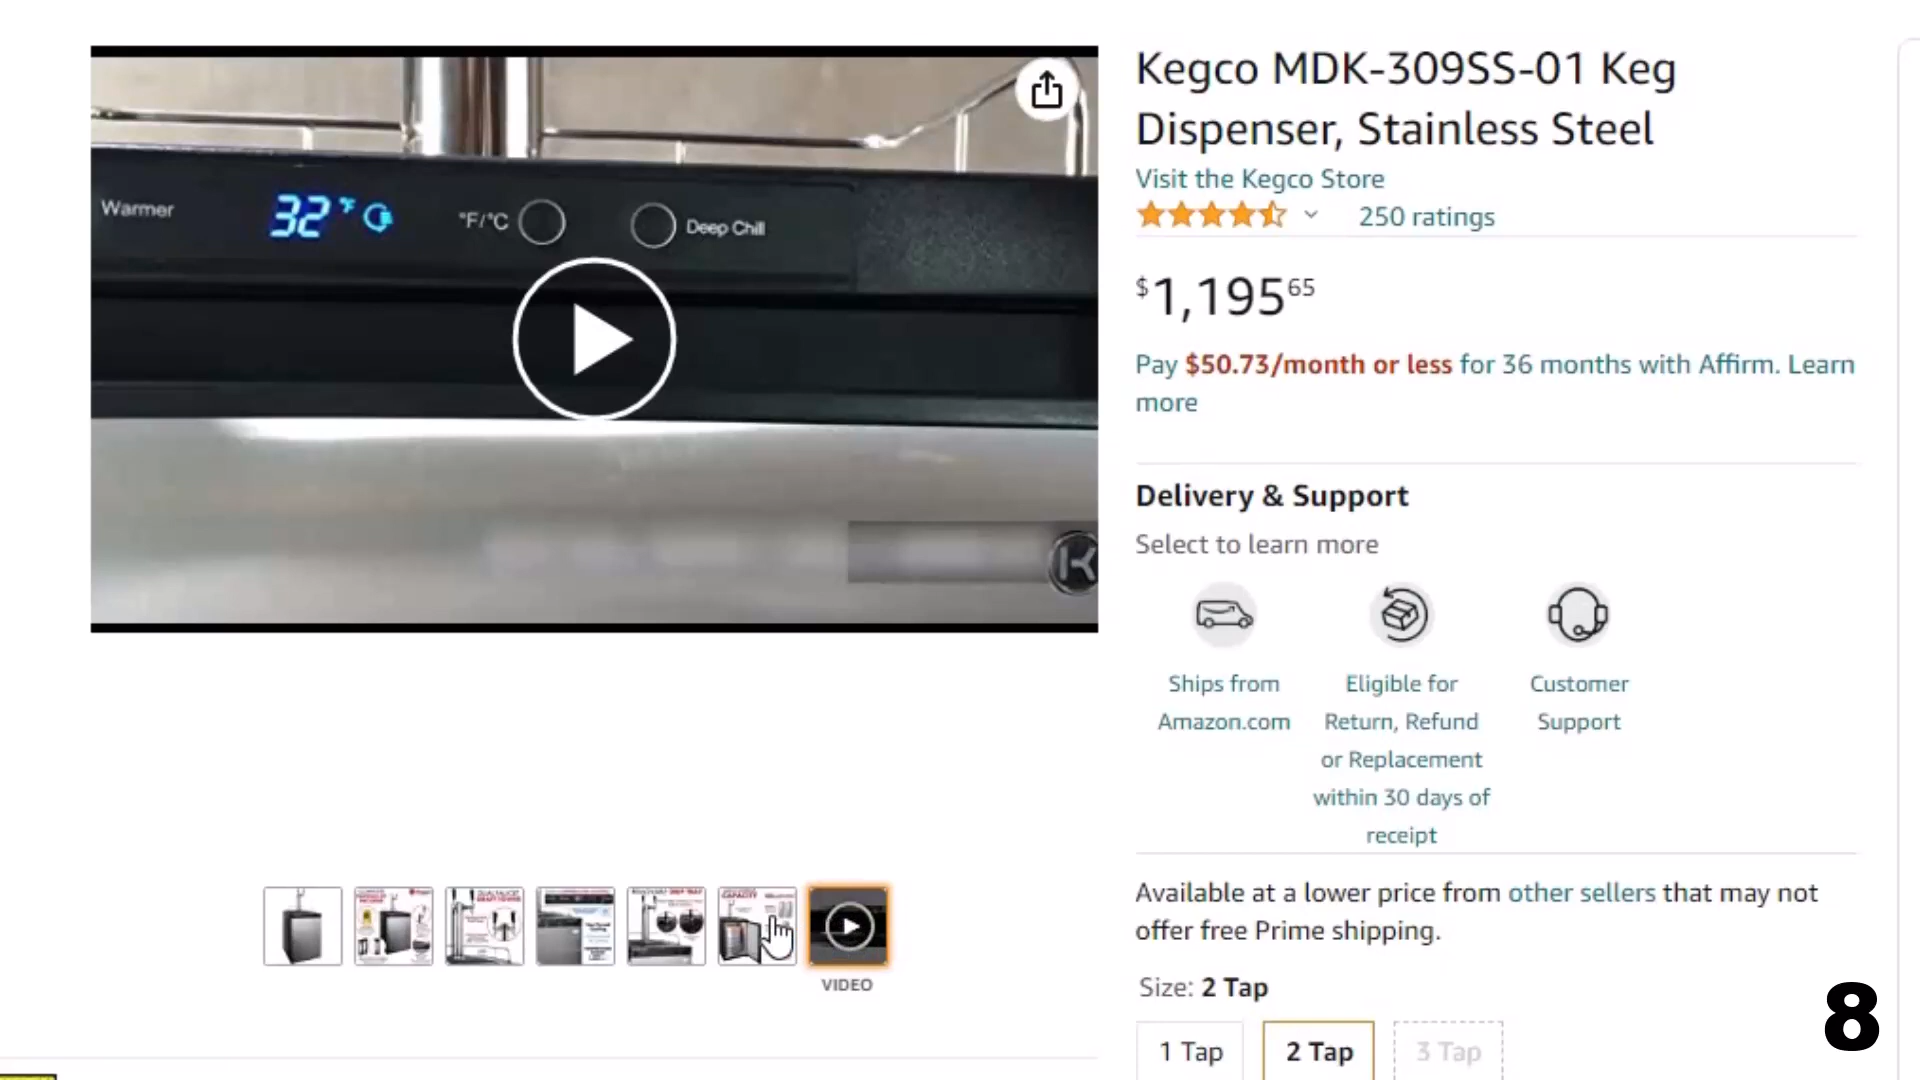 Kegco MDK-309SS-01 Keg
Dispenser, Stainless Steel
Visit the Kegco Store
250 ratings
$1,195 65
Pay $50.73/month or less for 36 months with Affirm. Learn
more
Delivery & Support
Select to learn more
Ships from
Amazon.com
Eligible for
Return, Refund
or Replacement
within 30 days of
receipt
Customer
Support
Available at a lower price from other sellers that may not
offer free Prime shipping.
Size: 2 Tap
1 Tap
2 Tap
3 Tap
Warmer
32°F
°F/°C
Deep Chill
K
CAPACITY
VIDEO
8